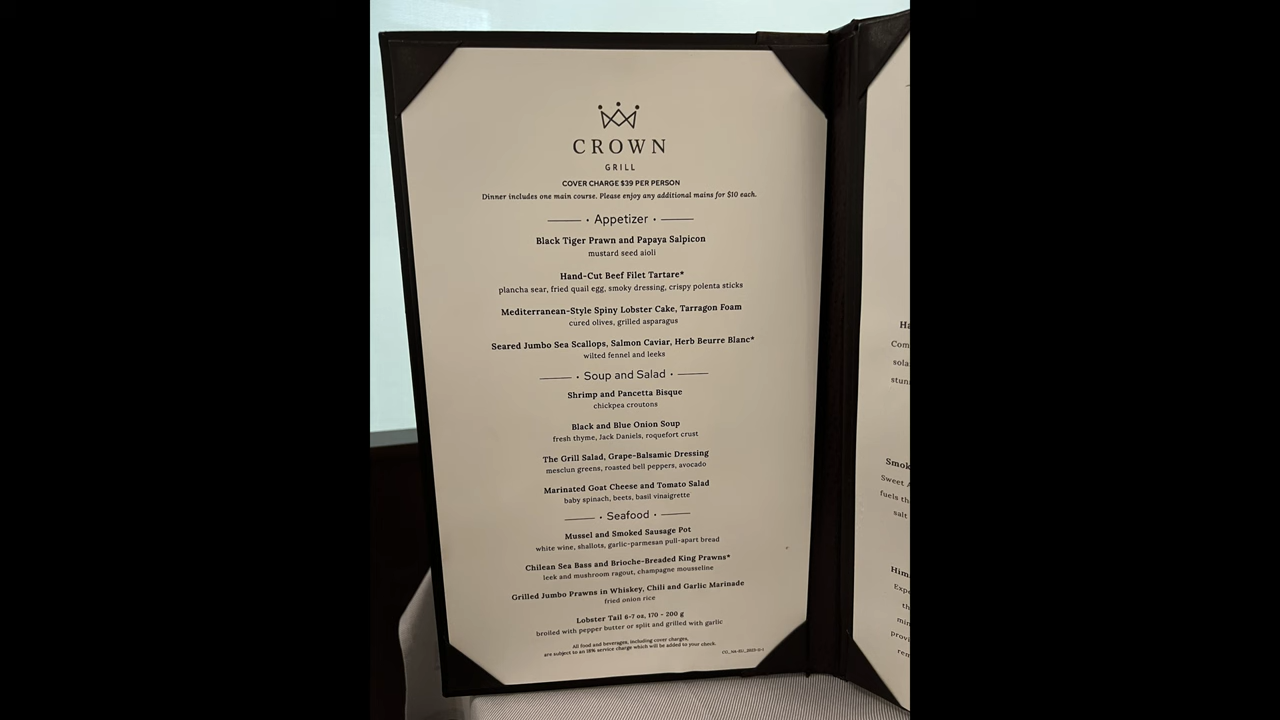 CROWN
GRILL
COVER CHARGE $39 PER PERSON
Dinner includes one main course. Please enjoy any additional mains for $10 each.
Appetizer
Black Tiger Prawn and Papaya Salpicon
mustard seed aioli
Hand-Cut Beef Filet Tartare*
plancha sear, fried quail egg, smoky dressing, crispy polenta sticks
Mediterranean-Style Spiny Lobster Cake, Tarragon Foam
cured olives, grilled asparagus
Seared Jumbo Sea Scallops, Salmon Caviar, Herb Beurre Blanc*
wilted fennel and leeks
Soup and Salad
Shrimp and Pancetta Bisque
chickpea croutons
Black and Blue Onion Soup
fresh thyme, Jack Daniels, roquefort crust
The Grill Salad, Grape-Balsamic Dressing
mesclun greens, roasted bell peppers, avocado
Marinated Goat Cheese and Tomato Salad
baby spinach, beets, basil vinaigrette
Seafood
Mussel and Smoked Sausage Pot
white wine, shallots, garlic-parmesan pull-apart bread
Chilean Sea Bass and Brioche-Breaded King Prawns*
leek and mushroom ragout, champagne mousseline
Grilled Jumbo Prawns in Whiskey, Chili and Garlic Marinade
fried onion rice
Lobster Tail 6-7 oz, 170 - 200 g
broiled with pepper butter or split and grilled with garlic
All food and beverages, including cover charges,
are subject to an 18% service charge which will be added to your check.
Ha
Com
sola
stun
Smok
Sweet A
fuels th
salt
Him
Expe
th
min
provi
rem